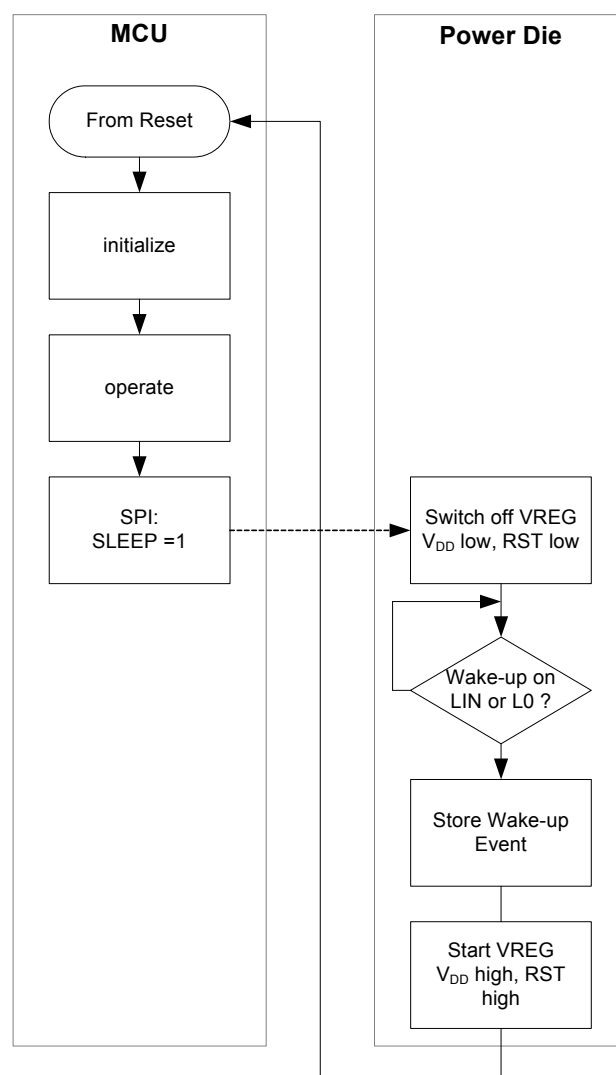 MCU
Power Die
From Reset
initialize
operate
SPI:
SLEEP =1
Switch off VREG
VDD low, RST low
Wake-up on
LIN or L0 ?
Store Wake-up
Event
Start VREG
VDD high, RST
high